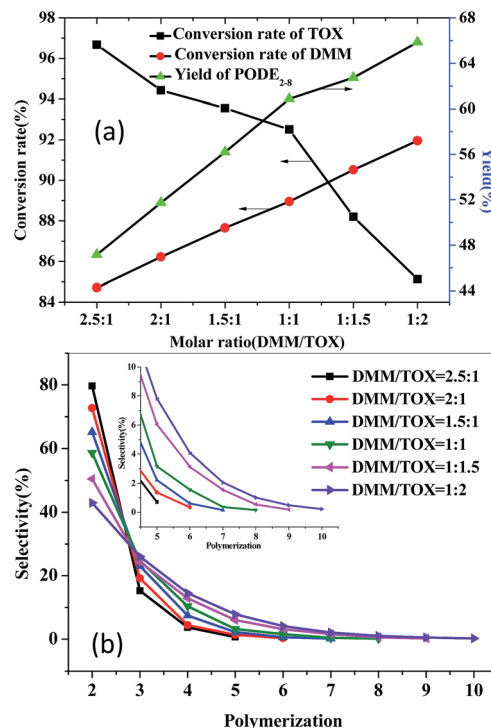 (a)
Conversion rate of TOX
Conversion rate of DMM
Yield of PODE2-8
Conversion rate(%)
98
96
94
92
90
88
86
84
Yield(%)
68
64
60
56
52
48
44
2.5:1 2:1 1.5:1 1:1 1:1.5 1:2
Molar ratio(DMM/TOX)
(b)
Selectivity(%)
80
60
40
20
0
2 3 4 5 6 7 8 9 10
Polymerization
DMM/TOX=2.5:1
DMM/TOX=2:1
DMM/TOX=1.5:1
DMM/TOX=1:1
DMM/TOX=1:1.5
DMM/TOX=1:2
Selectivity(%)
10
8
6
4
2
0
5 6 7 8 9 10
Polymerization